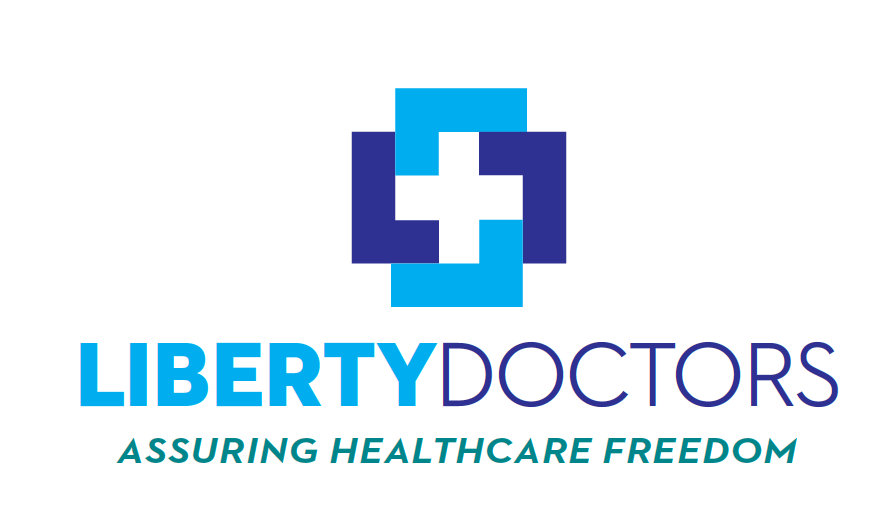 LIBERTYDOCTORS
ASSURING HEALTHCARE FREEDOM